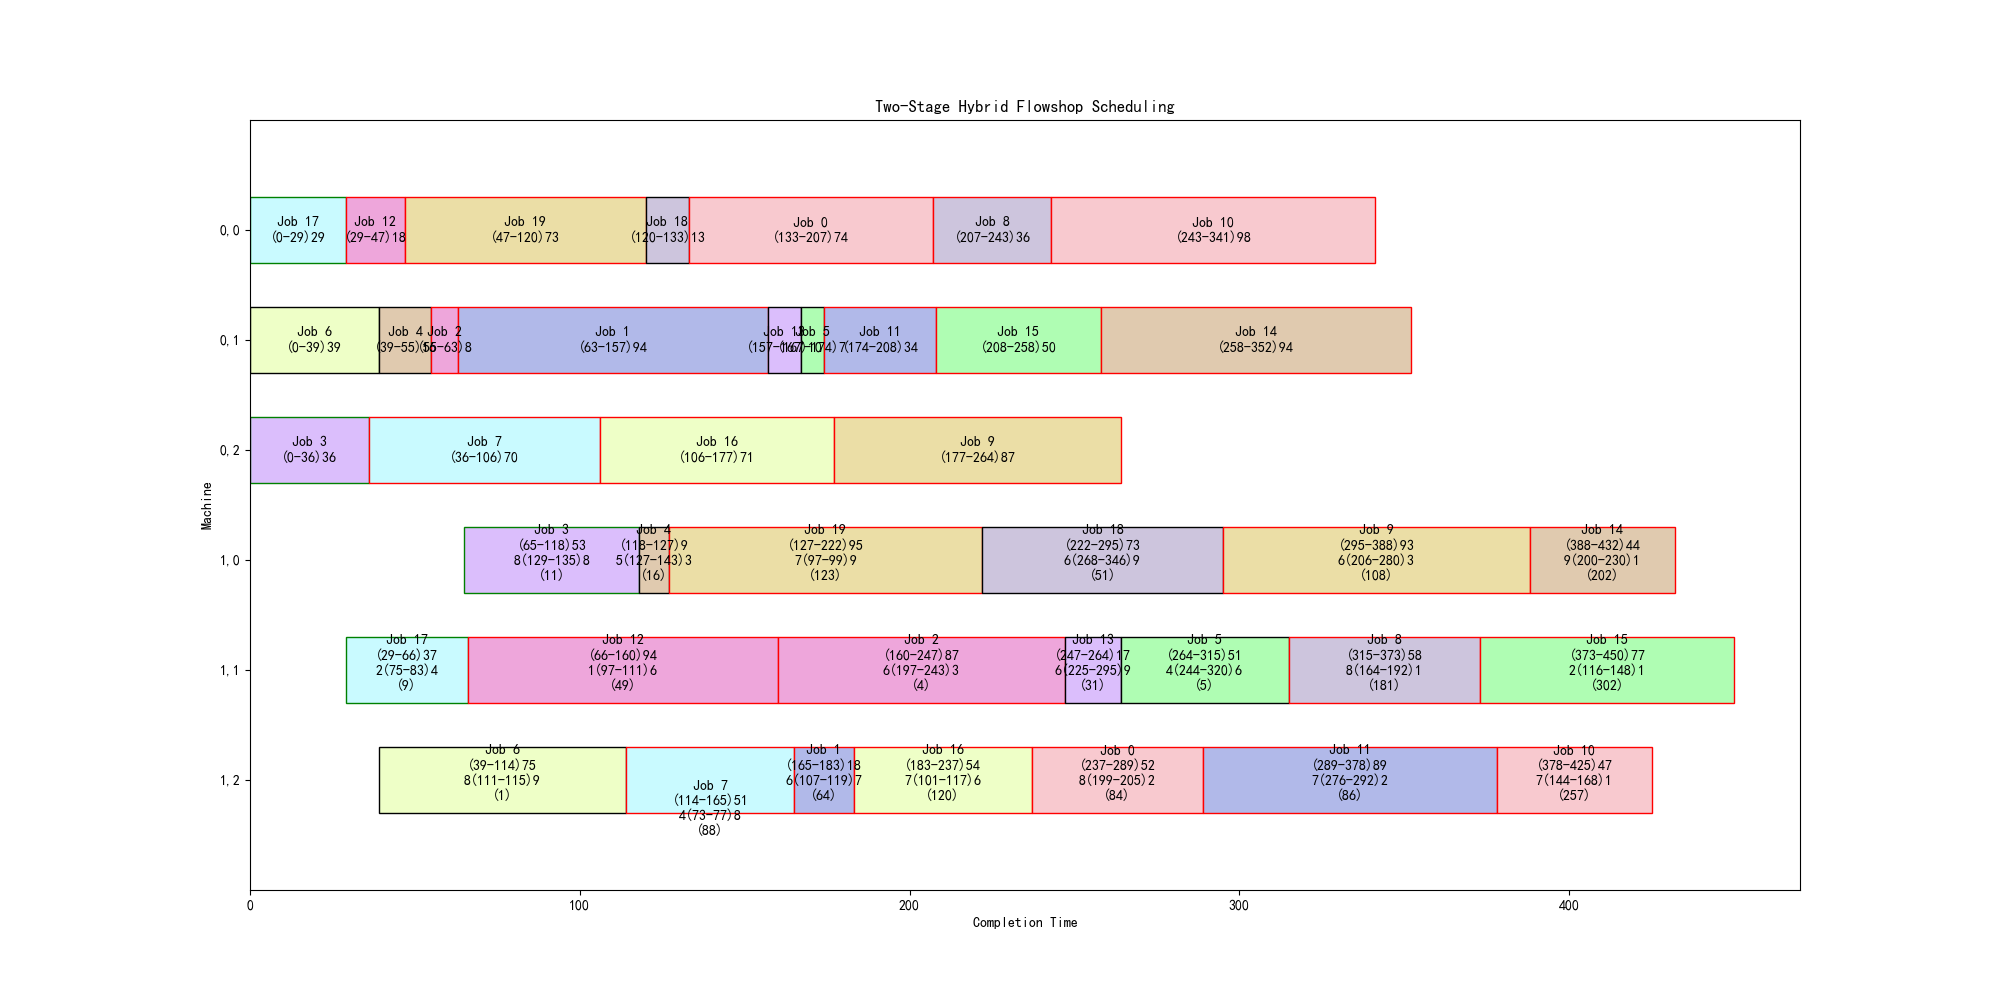 Two-Stage Hybrid Flowshop Scheduling
0,0
Job 17
(0-29)29
Job 12
(29-47)18
Job 19
(47-120)73
Job 18
(120-133)13
Job 0
(133-207)74
Job 8
(207-243)36
Job 10
(243-341)98
0,1
Job 6
(0-39)39
Job 4
(39-55)16
Job 2
(55-63)8
Job 1
(63-157)94
Job 13
(157-167)10
Job 5
(167-174)7
Job 11
(174-208)34
Job 15
(208-258)50
Job 14
(258-352)94
0,2
Job 3
(0-36)36
Job 7
(36-106)70
Job 16
(106-177)71
Job 9
(177-264)87
Machine
1,0
Job 3
(65-118)53
8(129-135)8
(11)
Job 4
(118-127)9
5(127-143)3
(16)
Job 19
(127-222)95
7(97-99)9
(123)
Job 18
(222-295)73
6(268-346)9
(51)
Job 9
(295-388)93
6(206-280)3
(108)
Job 14
(388-432)44
9(200-230)1
(202)
1,1
Job 17
(29-66)37
2(75-83)4
(9)
Job 12
(66-160)94
1(97-111)6
(49)
Job 2
(160-247)87
6(197-243)3
(4)
Job 13
(247-264)17
6(225-295)9
(31)
Job 5
(264-315)51
4(244-320)6
(5)
Job 8
(315-373)58
8(164-192)1
(181)
Job 15
(373-450)77
2(116-148)1
(302)
1,2
Job 6
(39-114)75
8(111-115)9
(1)
Job 7
(114-165)51
4(73-77)8
(88)
Job 1
(165-183)18
6(107-119)7
(64)
Job 16
(183-237)54
7(101-117)6
(120)
Job 0
(237-289)52
8(199-205)2
(84)
Job 11
(289-378)89
7(276-292)2
(86)
Job 10
(378-425)47
7(144-168)1
(257)
0
100
200
300
400
Completion Time